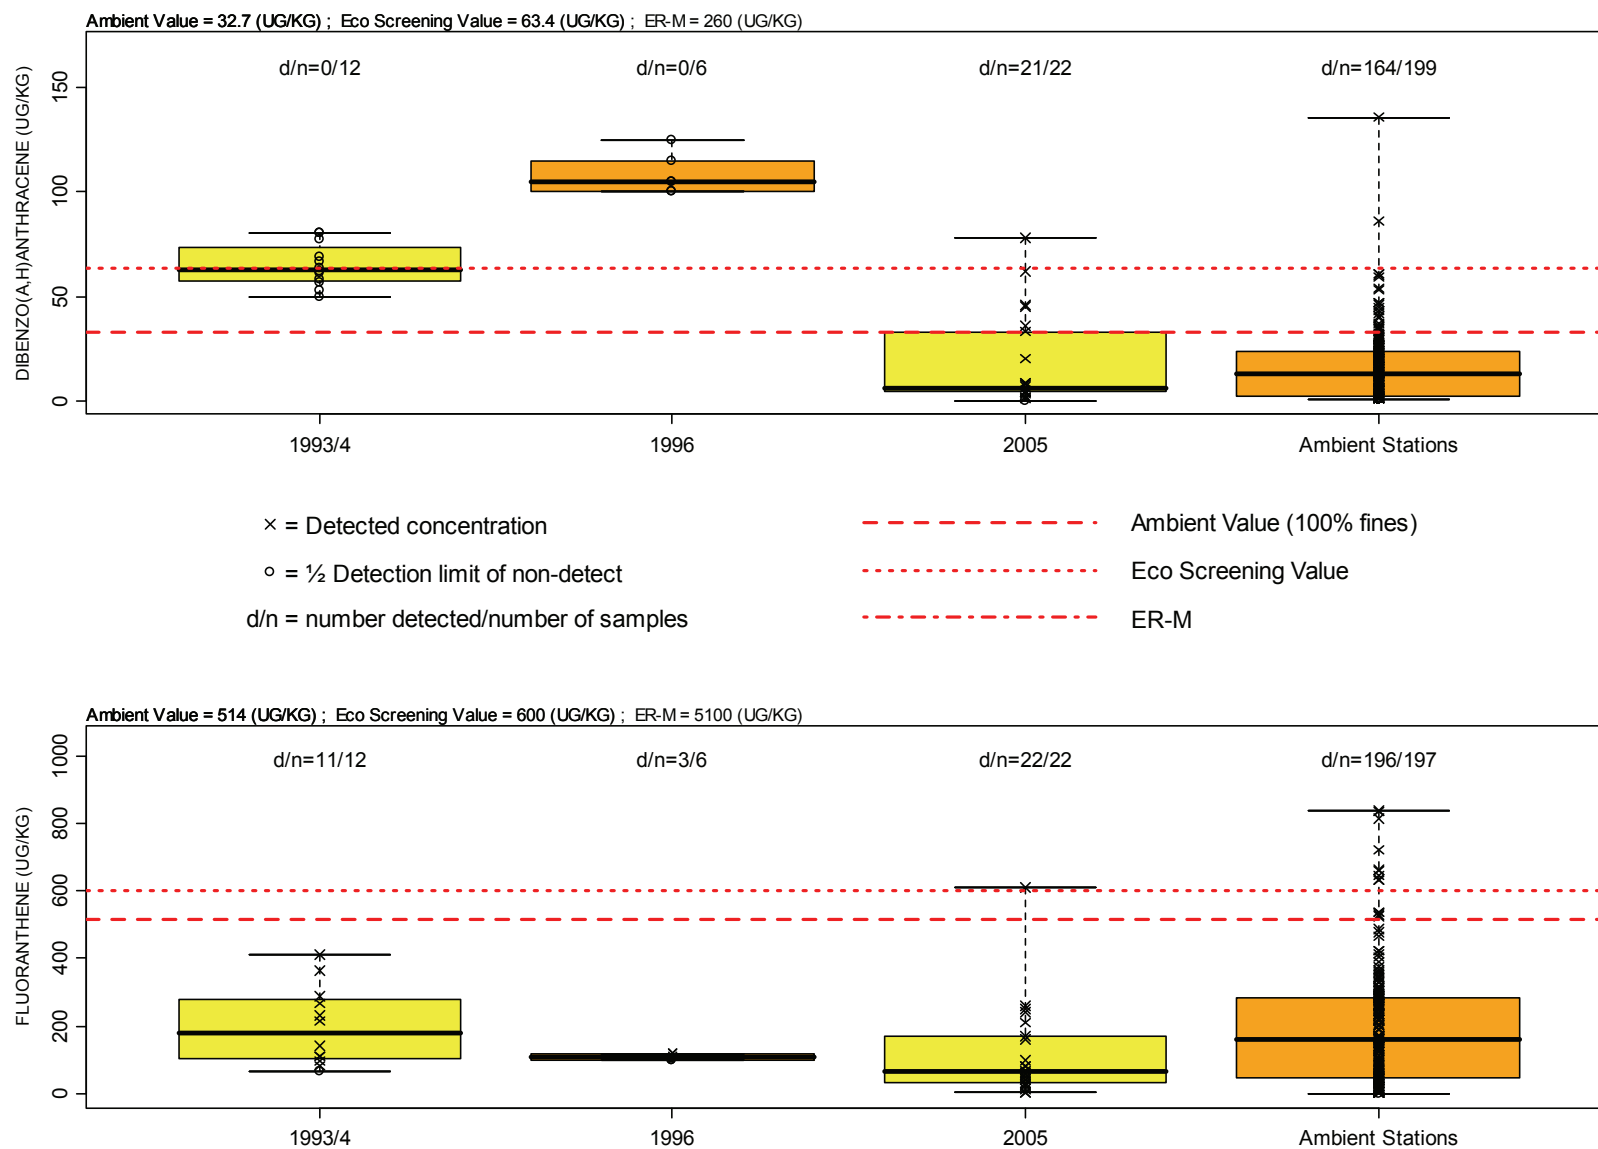 Ambient Value = 32.7 (UG/KG) ; Eco Screening Value = 63.4 (UG/KG) ; ER-M = 260 (UG/KG)
d/n=0/12 d/n=0/6 d/n=21/22 d/n=164/199
DIBENZO(A,H)ANTHRACENE (UG/KG)
150
100
50
0
1993/4 1996 2005 Ambient Stations
× = Detected concentration
Ambient Value (100% fines)
o = ½ Detection limit of non-detect
Eco Screening Value
d/n = number detected/number of samples
ER-M
Ambient Value = 514 (UG/KG) ; Eco Screening Value = 600 (UG/KG) ; ER-M = 5100 (UG/KG)
d/n=11/12 d/n=3/6 d/n=22/22 d/n=196/197
FLUORANTHENE (UG/KG)
1000
800
600
400
200
0
1993/4 1996 2005 Ambient Stations